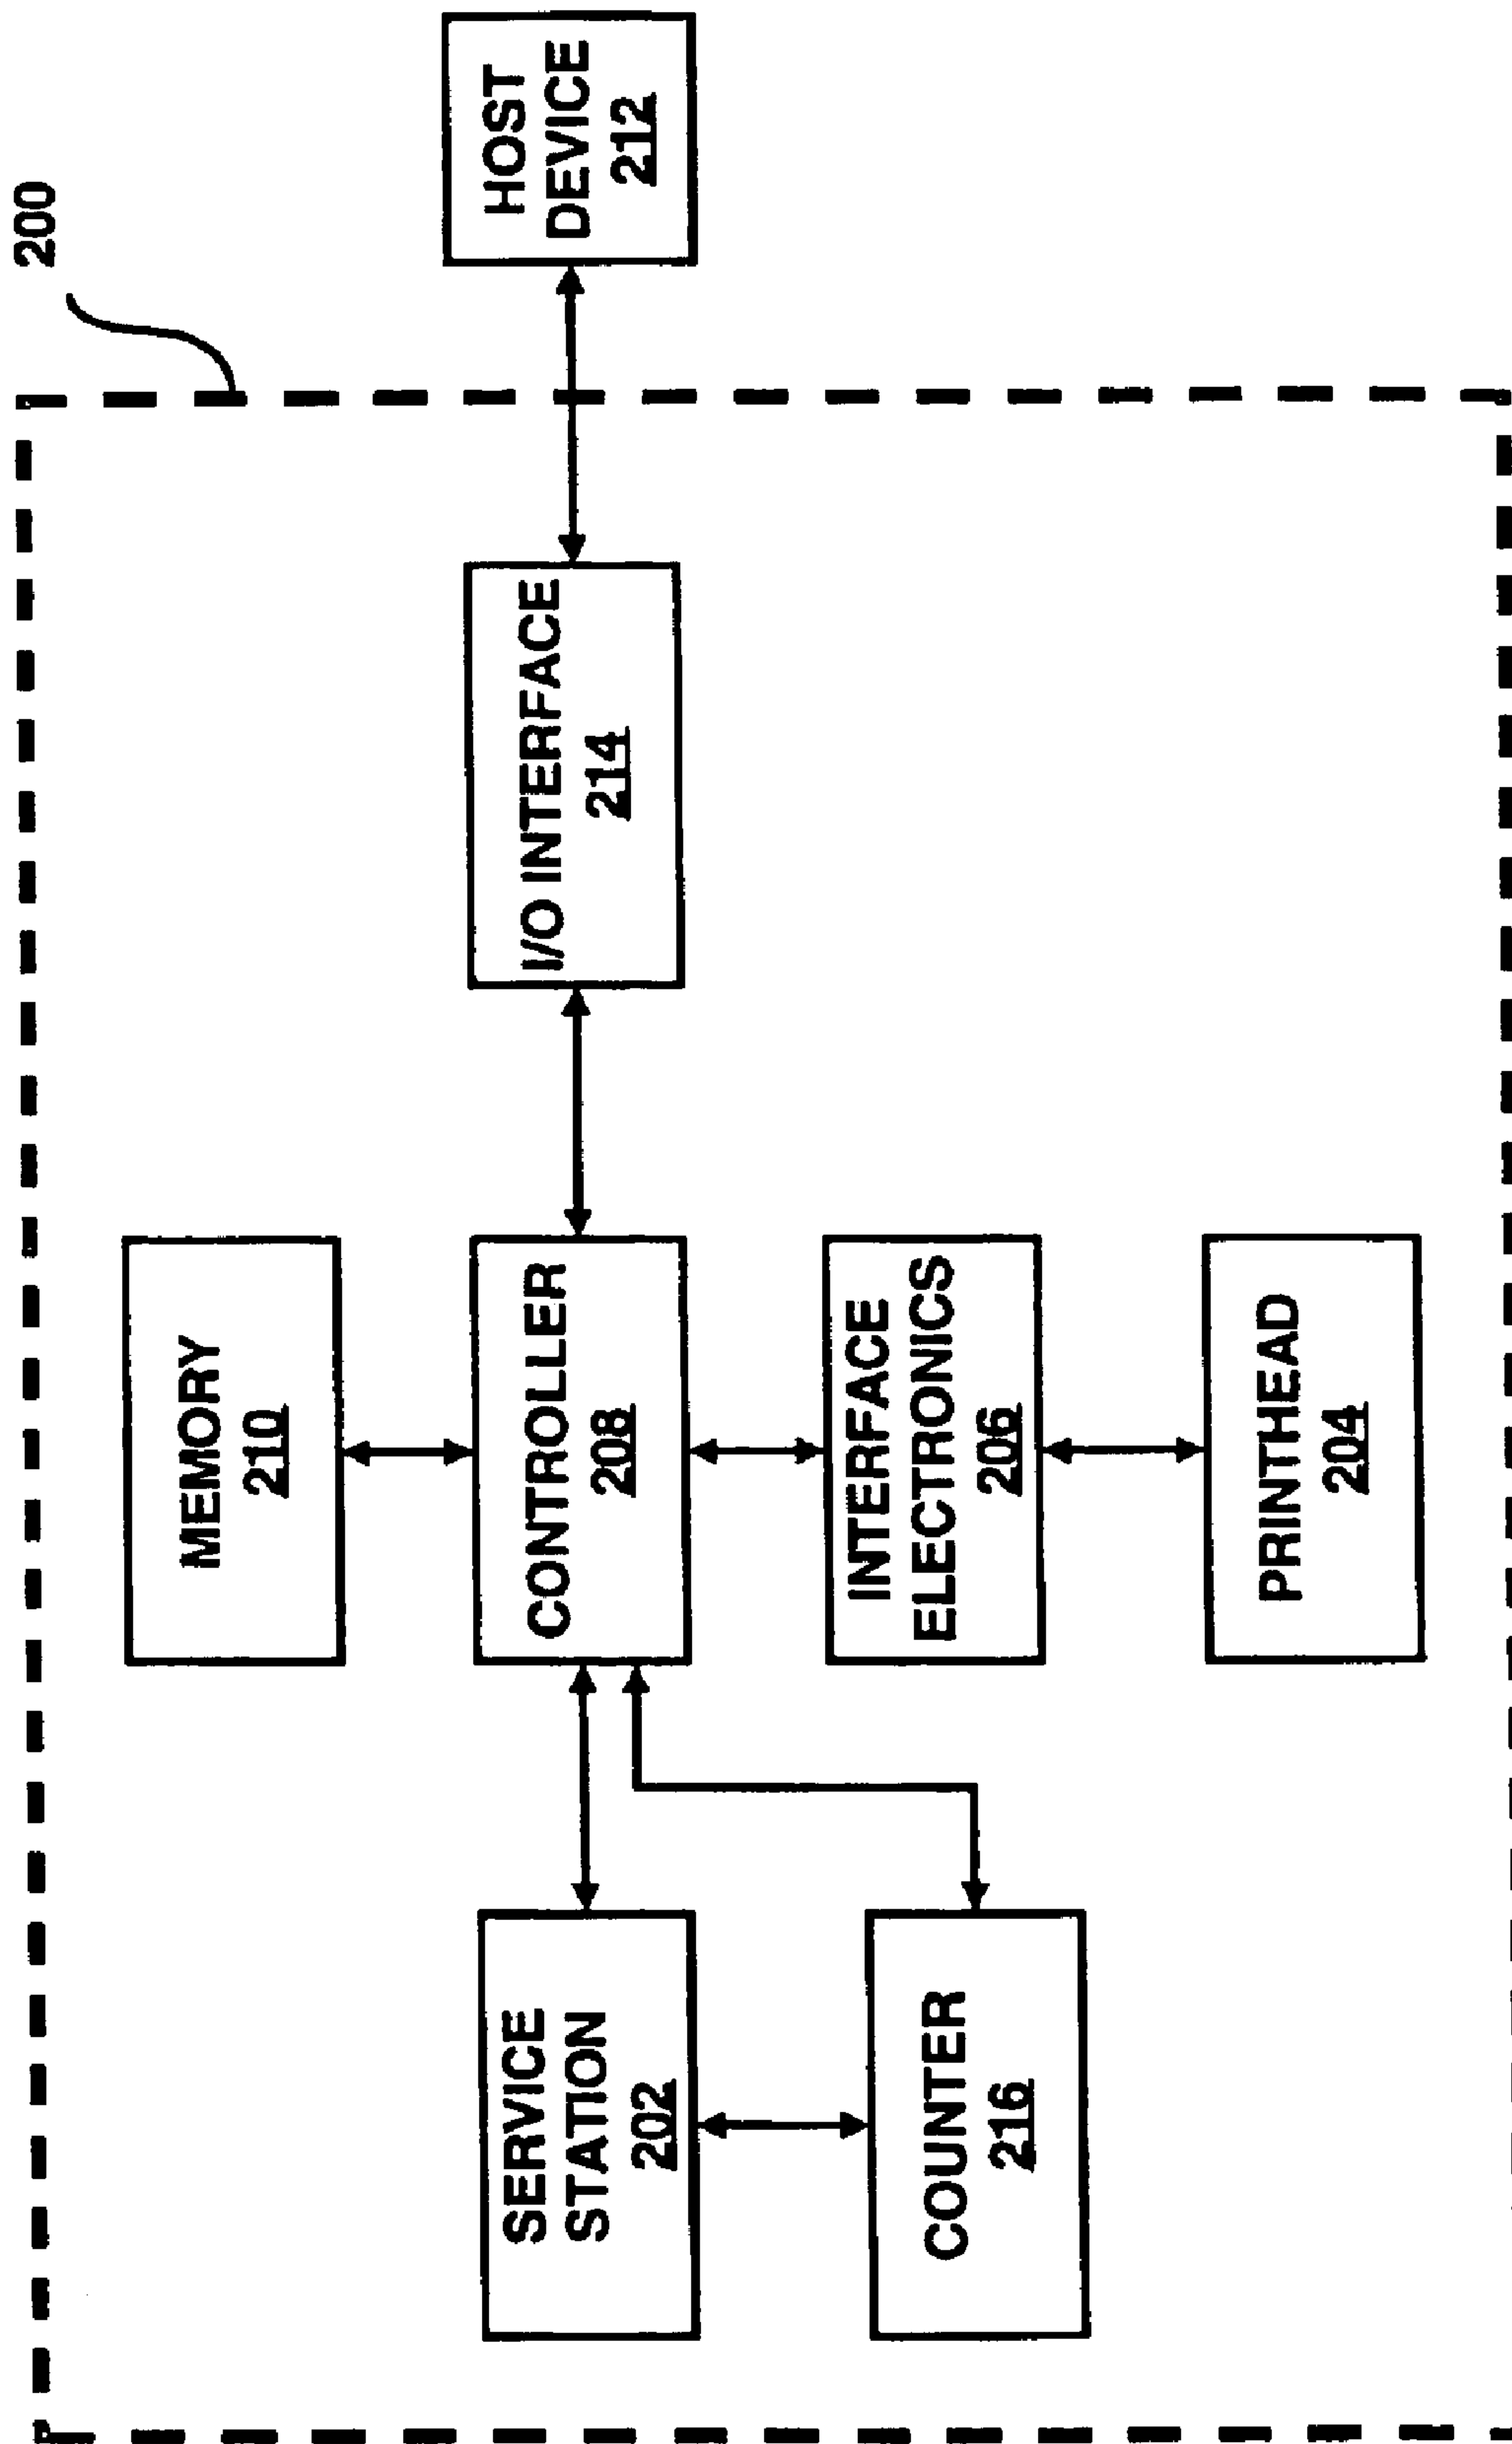 200
MEMORY
210
SERVICE
STATION
202
CONTROLLER
208
I/O INTERFACE
214
HOST
DEVICE
212
COUNTER
216
INTERFACE
ELECTRONICS
206
PRINTHEAD
204